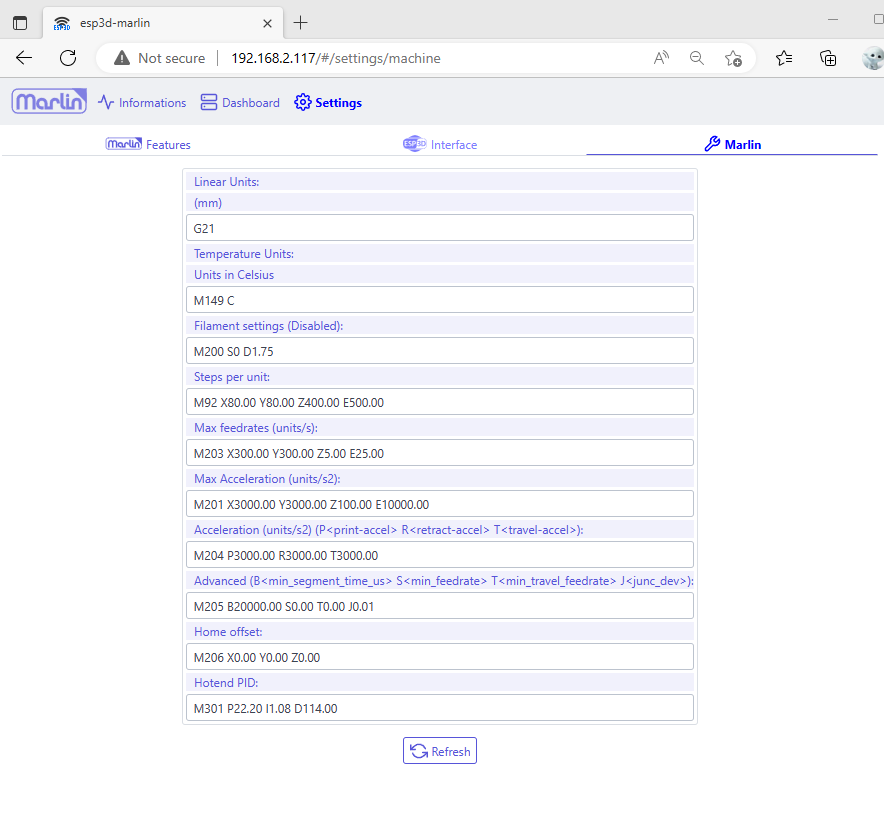 esp3d-marlin
Not secure 192.168.2.117/#/settings/machine
Marlin Informations Dashboard Settings
Marlin Features ESP3D Interface Marlin
Linear Units:
(mm)
G21
Temperature Units:
Units in Celsius
M149 C
Filament settings (Disabled):
M200 S0 D1.75
Steps per unit:
M92 X80.00 Y80.00 Z400.00 E500.00
Max feedrates (units/s):
M203 X300.00 Y300.00 Z5.00 E25.00
Max Acceleration (units/s2):
M201 X3000.00 Y3000.00 Z100.00 E10000.00
Acceleration (units/s2) (P<print-accel> R<retract-accel> T<travel-accel>):
M204 P3000.00 R3000.00 T3000.00
Advanced (B<min_segment_time_us> S<min_feedrate> T<min_travel_feedrate> J<junc_dev>):
M205 B20000.00 S0.00 T0.00 J0.01
Home offset:
M206 X0.00 Y0.00 Z0.00
Hotend PID:
M301 P22.20 I1.08 D114.00
Refresh